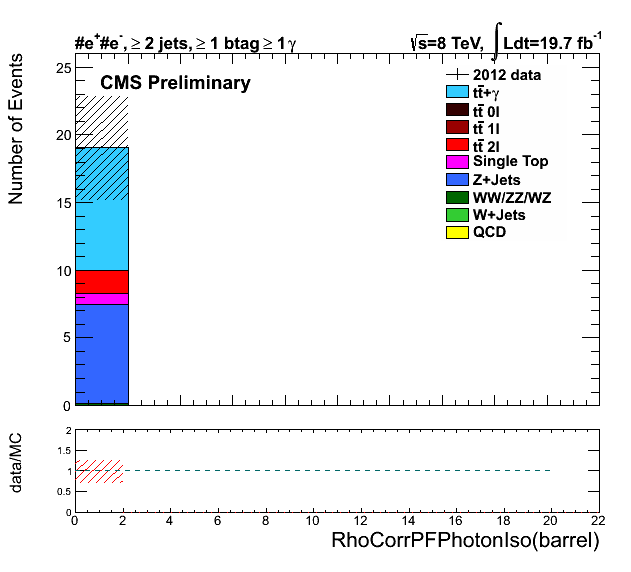 #e⁺#e⁻, ≥ 2 jets, ≥ 1 btag ≥ 1 γ
√s=8 TeV, ∫ Ldt=19.7 fb⁻¹
Number of Events
25
20
15
10
5
0
CMS Preliminary
2012 data
tt̄+γ
tt̄ 0l
tt̄ 1l
tt̄ 2l
Single Top
Z+Jets
WW/ZZ/WZ
W+Jets
QCD
data/MC
2
1.5
1
0.5
0
0 2 4 6 8 10 12 14 16 18 20 22
RhoCorrPFPhotonIso(barrel)